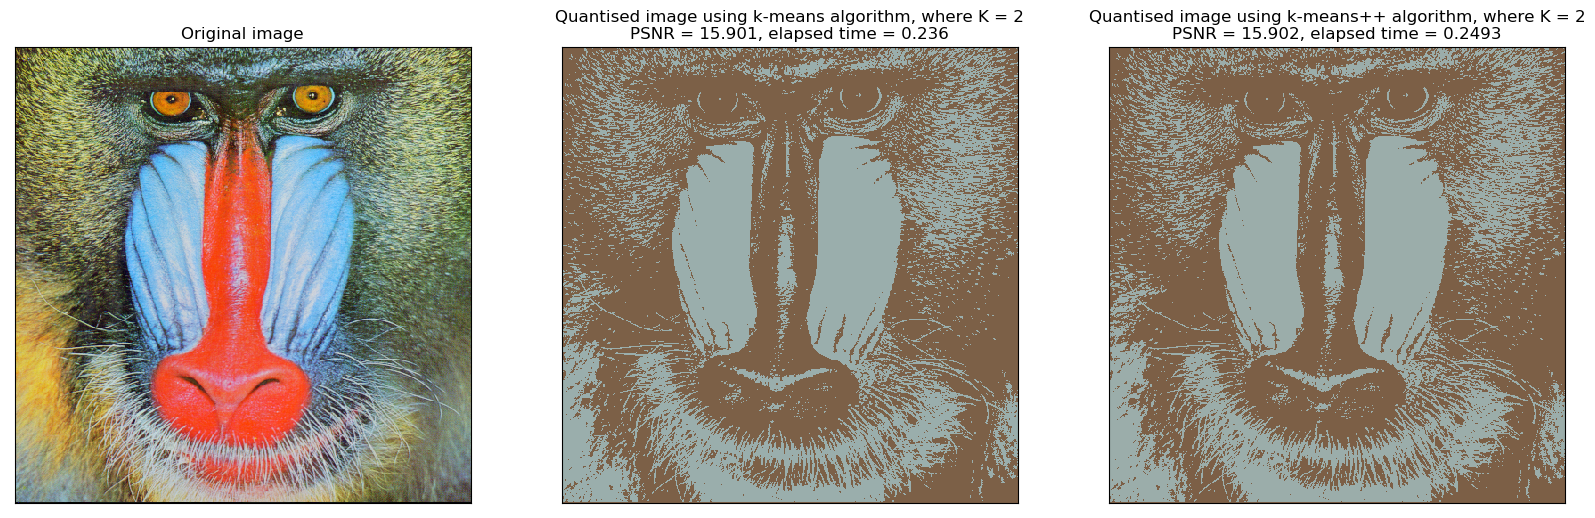 Original image
Quantised image using k-means algorithm, where K = 2
PSNR = 15.901, elapsed time = 0.236
Quantised image using k-means++ algorithm, where K = 2
PSNR = 15.902, elapsed time = 0.2493